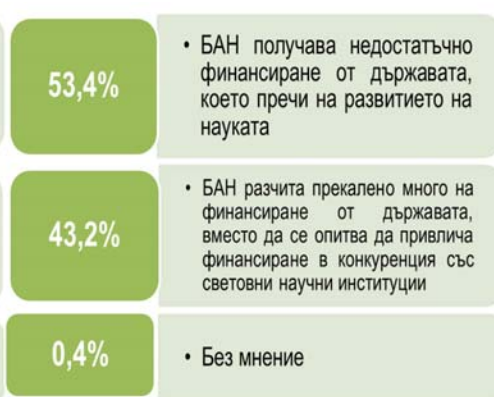 53,4%
• БАН получава недостатъчно
финансиране от държавата,
което пречи на развитието на
науката
43,2%
• БАН разчита прекалено много на
финансиране от държавата,
вместо да се опитва да привлича
финансиране в конкуренция със
световни научни институции
0,4%
• Без мнение